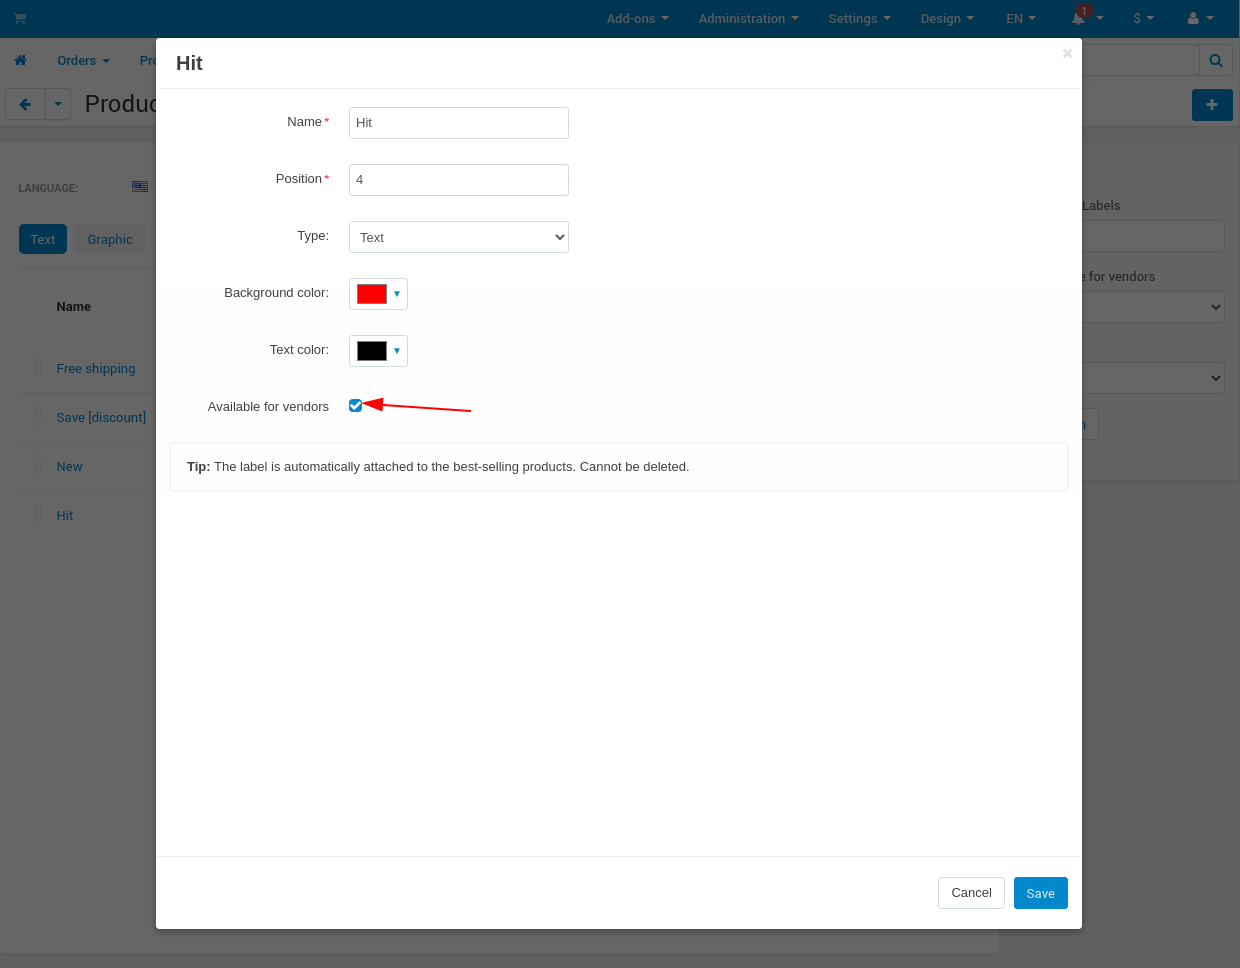 Add-ons Administration Settings Design EN 1 $
Orders Pro
Produc
Hit
Name*
Hit
Position*
4
Type:
Text
Background color:
Text color:
Available for vendors
Tip: The label is automatically attached to the best-selling products. Cannot be deleted.
Cancel Save
LANGUAGE:
Text Graphic
Name
Free shipping
Save [discount]
New
Hit
Labels
e for vendors